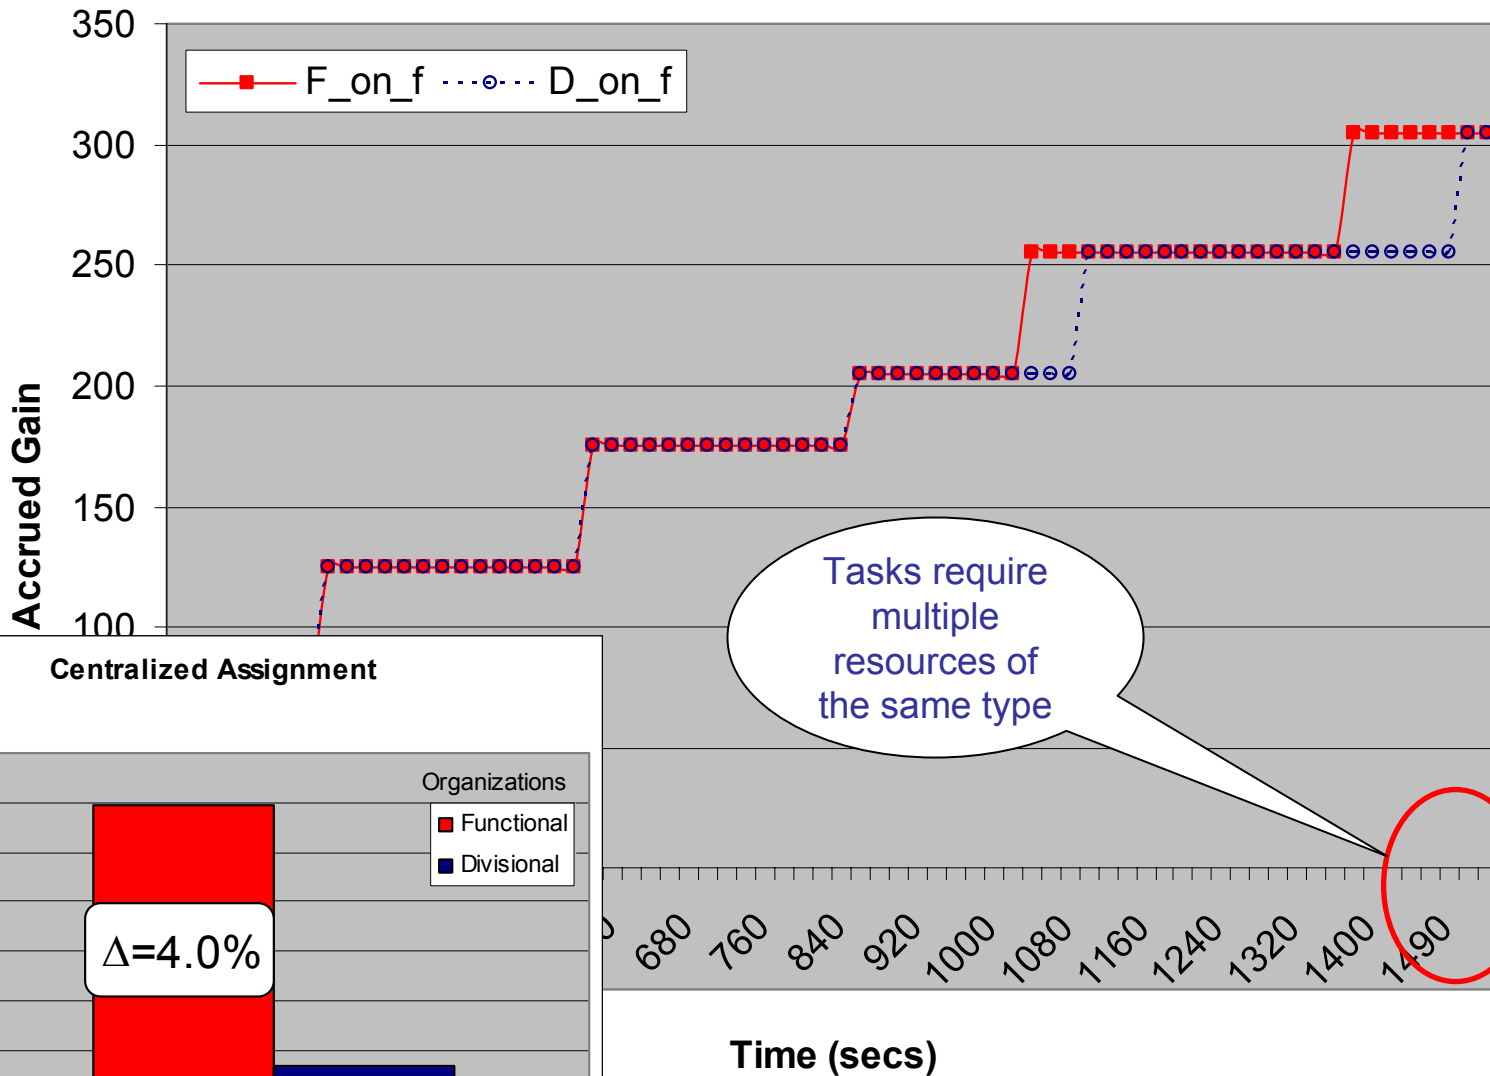 350
300
250
200
150
100
Accrued Gain
F_on_f D_on_f
Tasks require
multiple
resources of
the same type
Centralized Assignment
Organizations
Functional
Divisional
Δ=4.0%
680 760 840 920 1000 1080 1160 1240 1320 1400 1490
Time (secs)